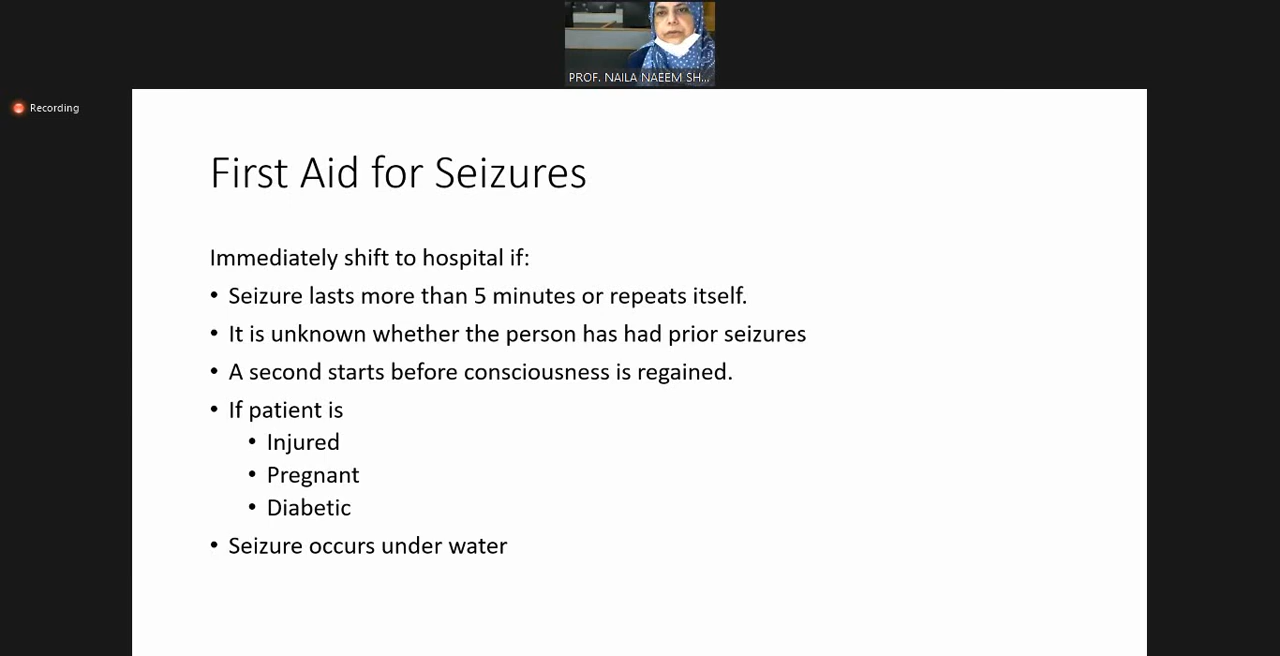 PROF. NAILA NAEEM SH...
Recording
First Aid for Seizures
Immediately shift to hospital if:
• Seizure lasts more than 5 minutes or repeats itself.
• It is unknown whether the person has had prior seizures
• A second starts before consciousness is regained.
• If patient is
• Injured
• Pregnant
• Diabetic
• Seizure occurs under water